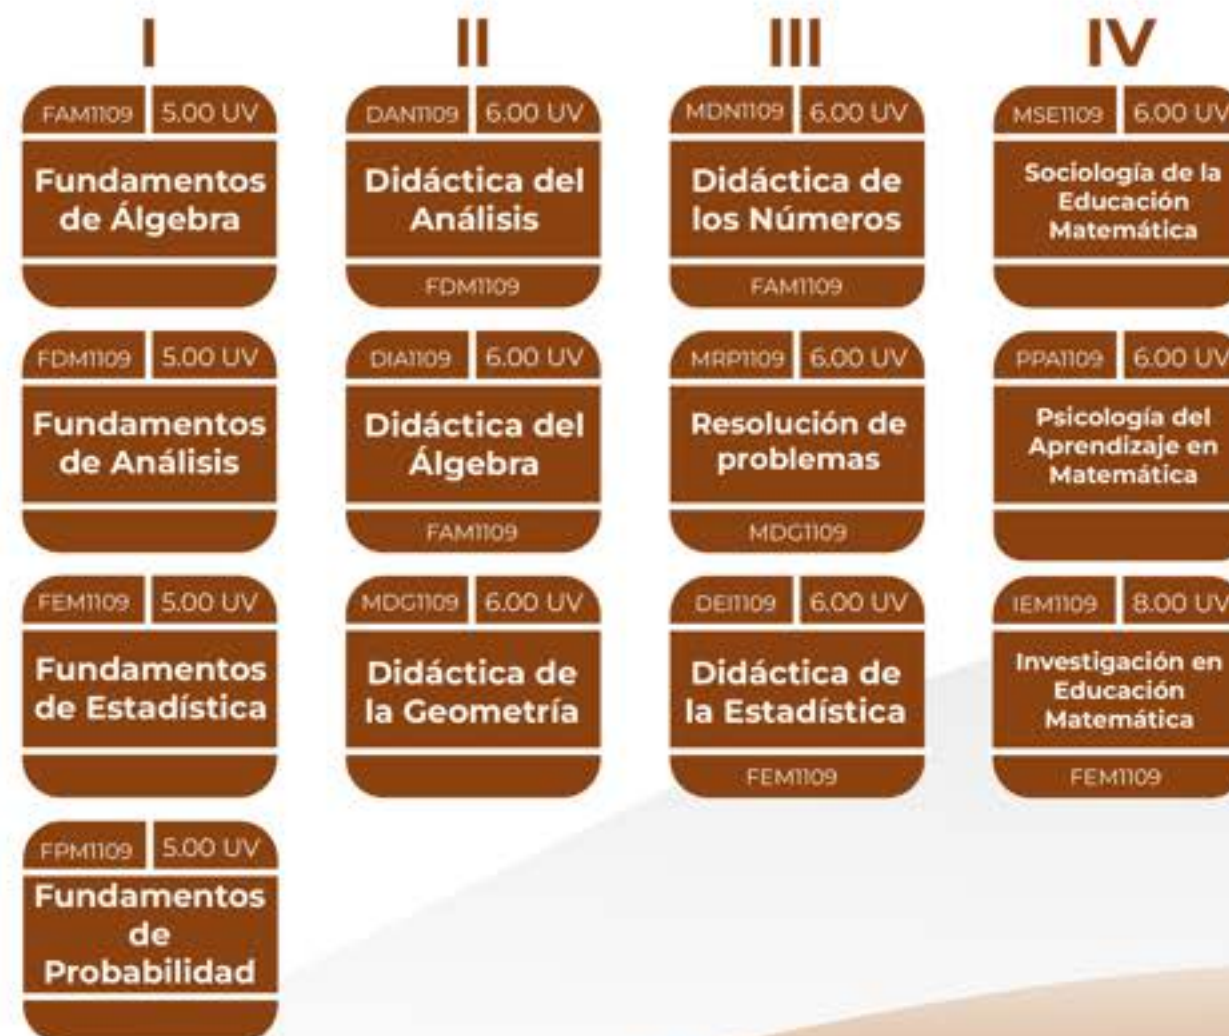 I
FAM1109 5.00 UV
Fundamentos
de Álgebra
FDM1109 5.00 UV
Fundamentos
de Análisis
FEM1109 5.00 UV
Fundamentos
de Estadística
FPM1109 5.00 UV
Fundamentos
de
Probabilidad
II
DAN1109 6.00 UV
Didáctica del
Análisis
FDM1109
DIA1109 6.00 UV
Didáctica del
Álgebra
FAM1109
MDG1109 6.00 UV
Didáctica de
la Geometría
III
MDN1109 6.00 UV
Didáctica de
los Números
FAM1109
MRP1109 6.00 UV
Resolución de
problemas
MDG1109
DEI1109 6.00 UV
Didáctica de
la Estadística
FEM1109
IV
MSE1109 6.00 UV
Sociología de la
Educación
Matemática
PPA1109 6.00 UV
Psicología del
Aprendizaje en
Matemática
IEM1109 8.00 UV
Investigación en
Educación
Matemática
FEM1109